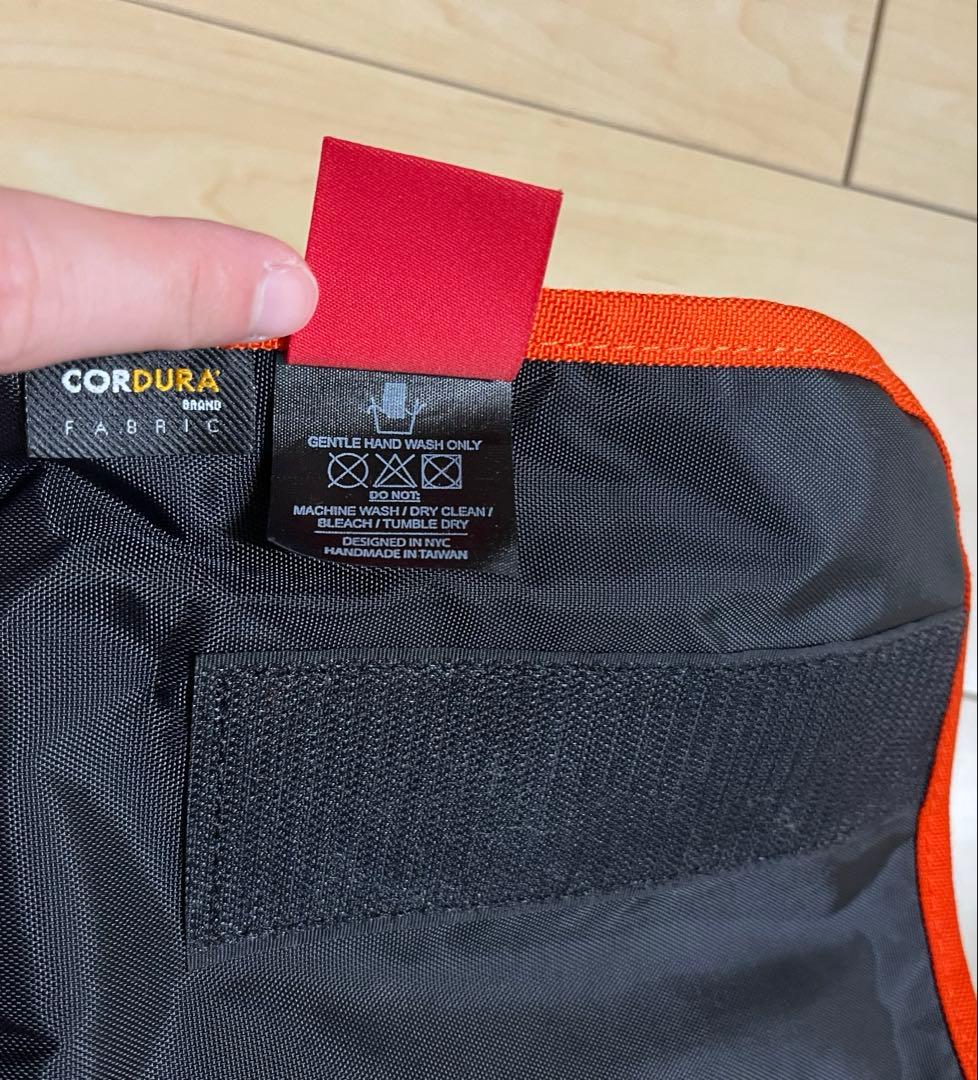 CORDURA
BRAND
FABRIC
GENTLE HAND WASH ONLY
DO NOT:
MACHINE WASH / DRY CLEAN /
BLEACH / TUMBLE DRY
DESIGNED IN NYC
HANDMADE IN TAIWAN